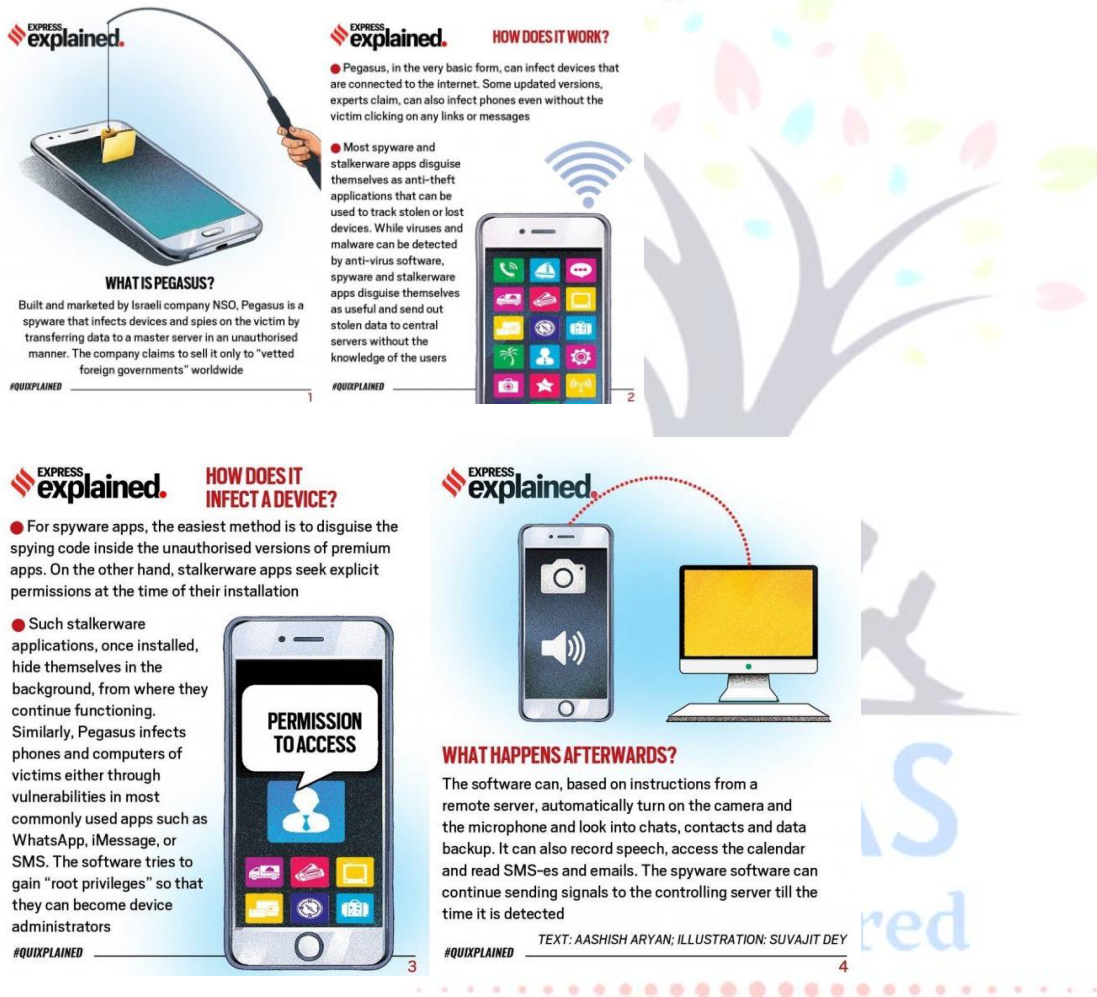 EXPRESS
explained.
WHAT IS PEGASUS?
Built and marketed by Israeli company NSO, Pegasus is a
spyware that infects devices and spies on the victim by
transferring data to a master server in an unauthorised
manner. The company claims to sell it only to “vetted
foreign governments” worldwide
#QUIXPLAINED
1
EXPRESS
explained.
HOW DOES IT WORK?
● Pegasus, in the very basic form, can infect devices that
are connected to the internet. Some updated versions,
experts claim, can also infect phones even without the
victim clicking on any links or messages
● Most spyware and
stalkerware apps disguise
themselves as anti-theft
applications that can be
used to track stolen or lost
devices. While viruses and
malware can be detected
by anti-virus software,
spyware and stalkerware
apps disguise themselves
as useful and send out
stolen data to central
servers without the
knowledge of the users
#QUIXPLAINED
2
EXPRESS
explained.
HOW DOES IT
INFECT A DEVICE?
● For spyware apps, the easiest method is to disguise the
spying code inside the unauthorised versions of premium
apps. On the other hand, stalkerware apps seek explicit
permissions at the time of their installation
● Such stalkerware
applications, once installed,
hide themselves in the
background, from where they
continue functioning.
Similarly, Pegasus infects
phones and computers of
victims either through
vulnerabilities in most
commonly used apps such as
WhatsApp, iMessage, or
SMS. The software tries to
gain “root privileges” so that
they can become device
administrators
PERMISSION
TO ACCESS
#QUIXPLAINED
3
EXPRESS
explained.
WHAT HAPPENS AFTERWARDS?
The software can, based on instructions from a
remote server, automatically turn on the camera and
the microphone and look into chats, contacts and data
backup. It can also record speech, access the calendar
and read SMS-es and emails. The spyware software can
continue sending signals to the controlling server till the
time it is detected
TEXT: AASHISH ARYAN; ILLUSTRATION: SUVAJIT DEY
#QUIXPLAINED
4